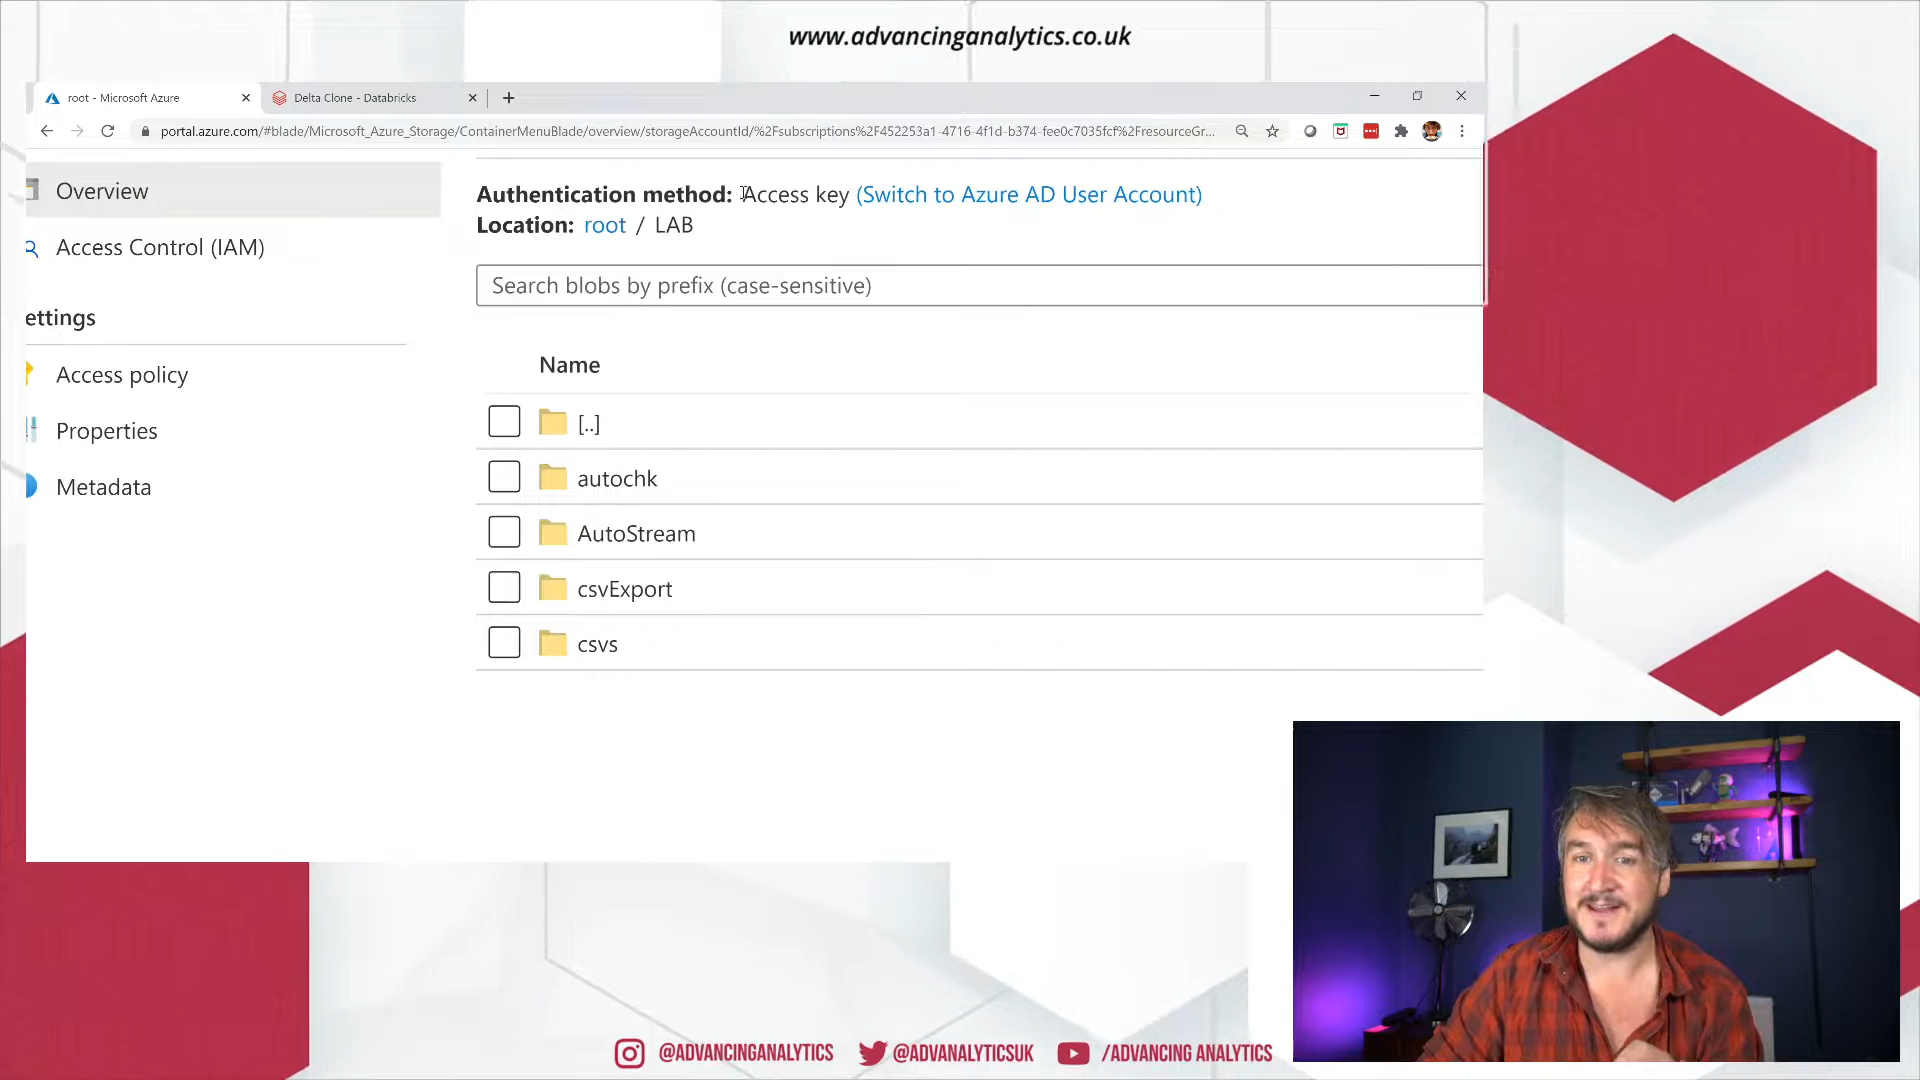 www.advancinganalytics.co.uk
root - Microsoft Azure
Delta Clone - Databricks
portal.azure.com/#blade/Microsoft_Azure_Storage/ContainerMenuBlade/overview/storageAccountId/%2Fsubscriptions%2F452253a1-4716-4f1d-b374-fee0c7035fcf%2FresourceGr...
Overview
Access Control (IAM)
ettings
Access policy
Properties
Metadata
Authentication method: Access key (Switch to Azure AD User Account)
Location: root / LAB
Search blobs by prefix (case-sensitive)
Name
[..]
autochk
AutoStream
csvExport
csvs
@ADVANCINGANALYTICS
@ADVANALYTICSUK
/ADVANCING ANALYTICS